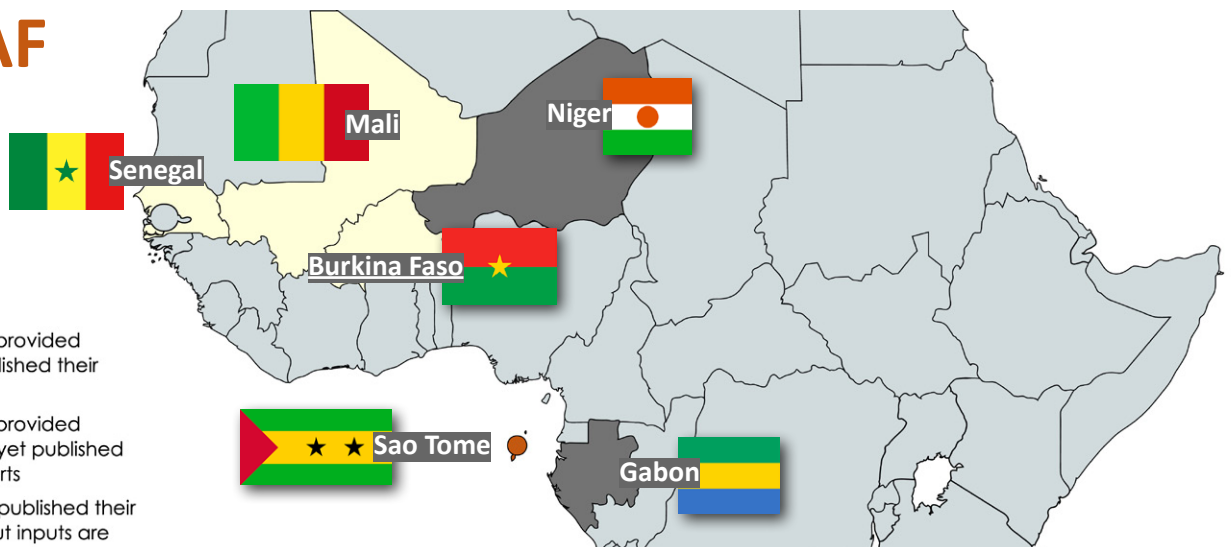 AF
Mali
Niger
Senegal
Burkina Faso
provided
lished their
provided
yet published
rts
Sao Tome
Gabon
published their
ut inputs are